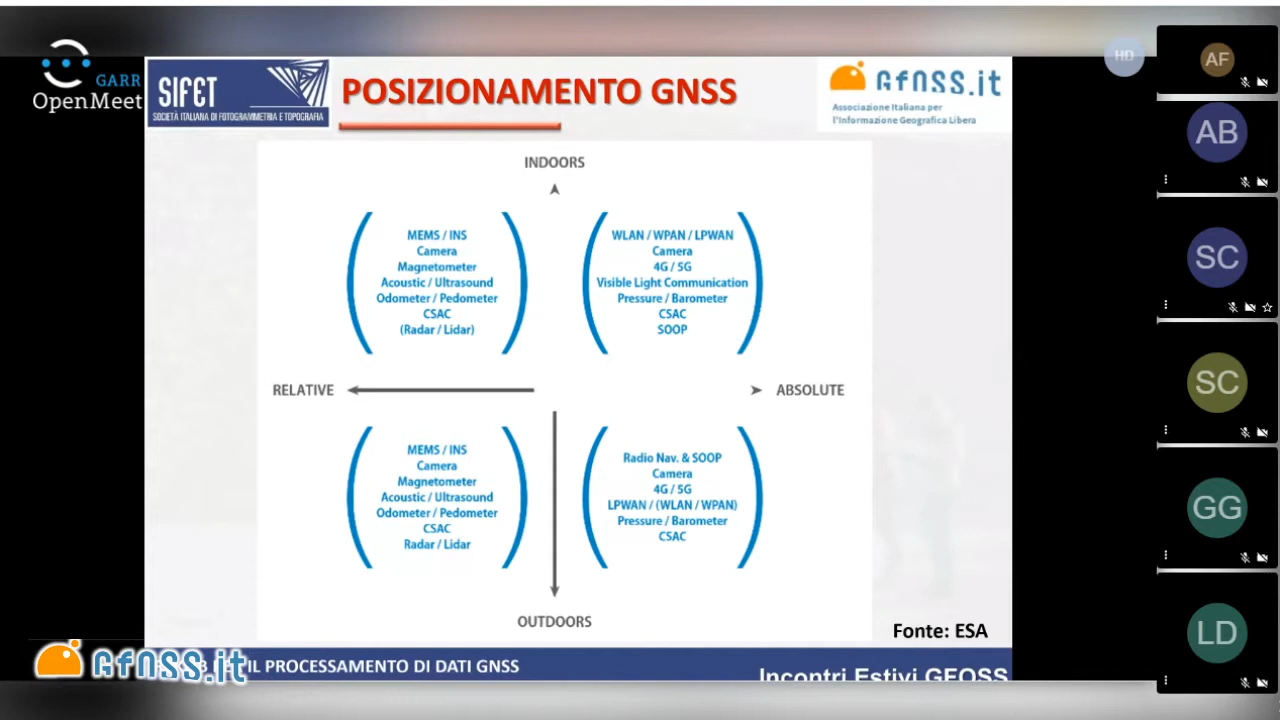 GARR
OpenMeet
SIFET
SOCIETÀ ITALIANA DI FOTOGRAMMETRIA E TOPOGRAFIA
POSIZIONAMENTO GNSS
GFOSS.it
Associazione Italiana per
l'Informazione Geografica Libera
HD
INDOORS
MEMS / INS
Camera
Magnetometer
Acoustic / Ultrasound
Odometer / Pedometer
CSAC
(Radar / Lidar)
WLAN / WPAN / LPWAN
Camera
4G / 5G
Visible Light Communication
Pressure / Barometer
CSAC
SOOP
RELATIVE
ABSOLUTE
MEMS / INS
Camera
Magnetometer
Acoustic / Ultrasound
Odometer / Pedometer
CSAC
Radar / Lidar
Radio Nav. & SOOP
Camera
4G / 5G
LPWAN / (WLAN / WPAN)
Pressure / Barometer
CSAC
OUTDOORS
Fonte: ESA
IL PROCESSAMENTO DI DATI GNSS
Incontri Estivi GFOSS
GFOSS.it
AF
AB
SC
SC
GG
LD